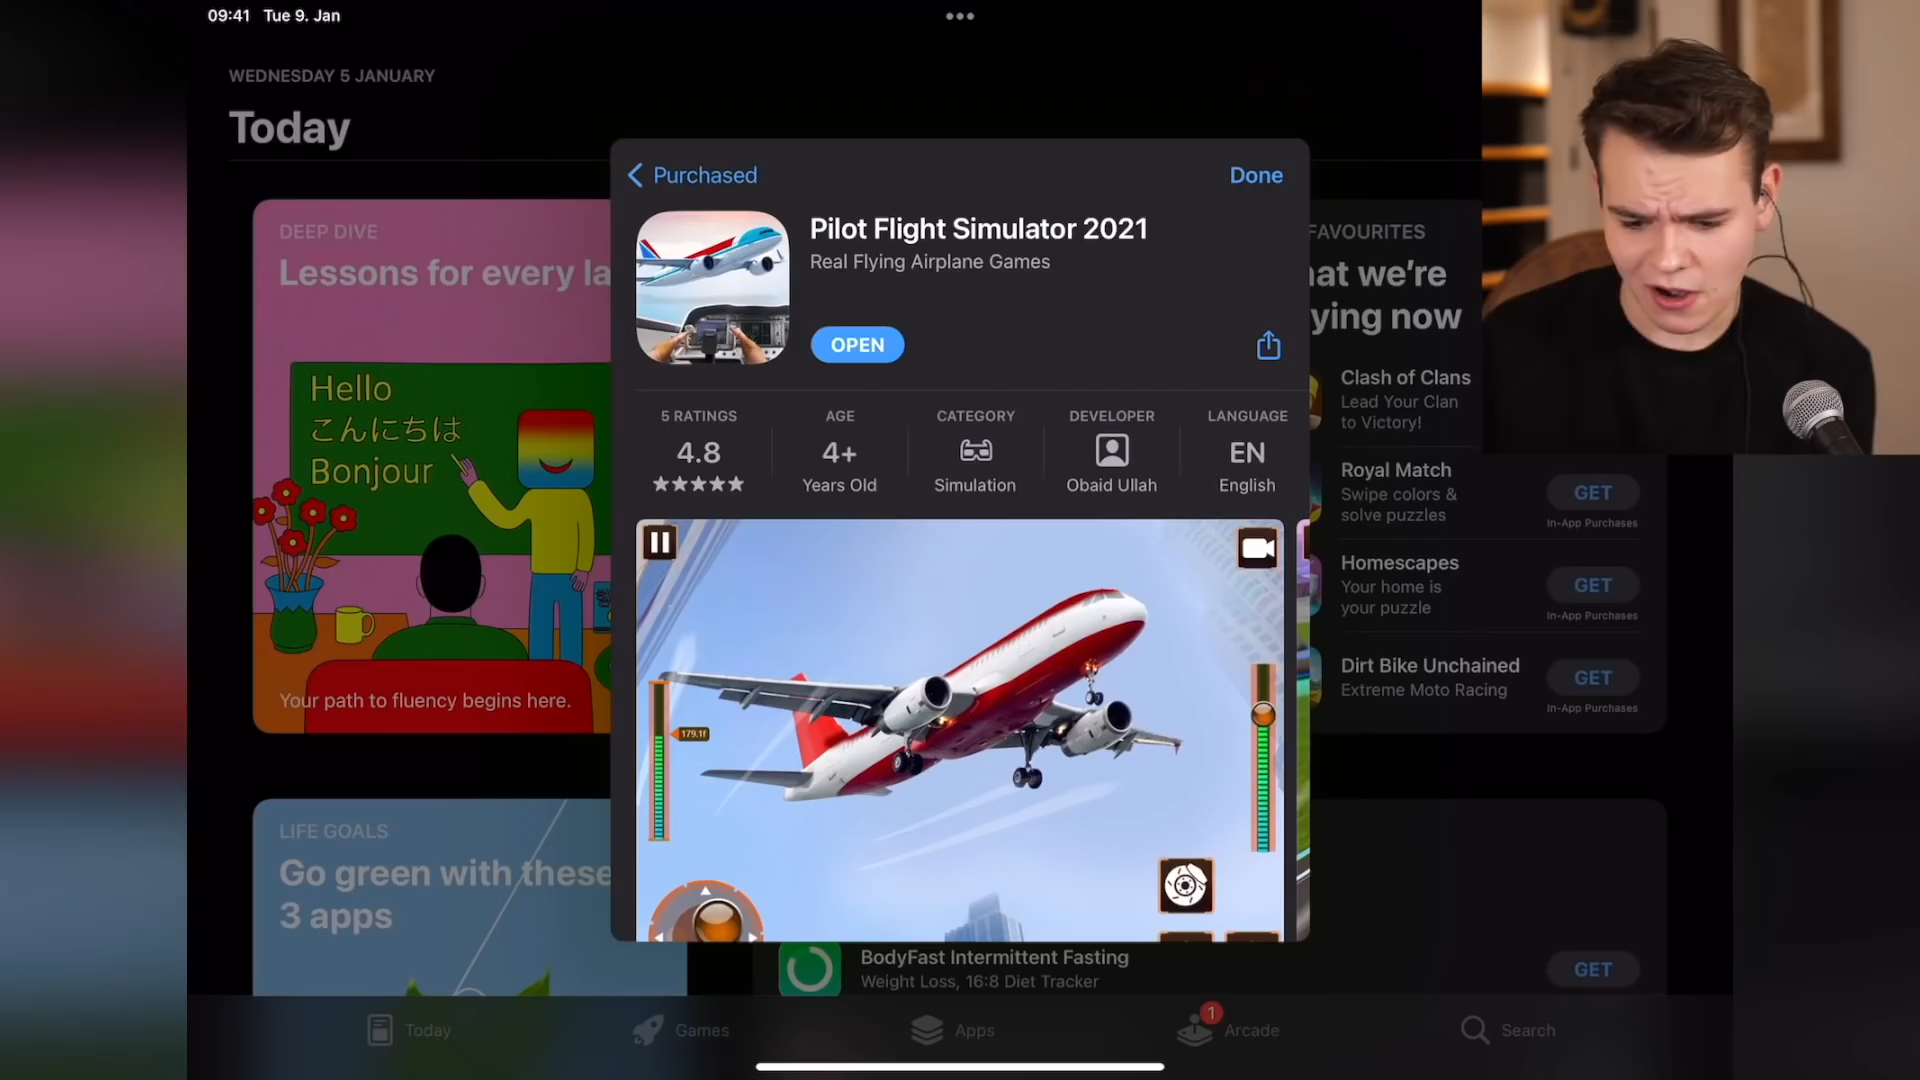 09:41 Tue 9. Jan
WEDNESDAY 5 JANUARY
Today
Purchased
Done
Pilot Flight Simulator 2021
Real Flying Airplane Games
OPEN
5 RATINGS
4.8
AGE
4+
Years Old
CATEGORY
Simulation
DEVELOPER
Obaid Ullah
LANGUAGE
EN
English
179.1f
DEEP DIVE
Lessons for every la
Hello
こんにちは
Bonjour
Your path to fluency begins here.
FAVOURITES
at we're
ying now
Clash of Clans
Lead Your Clan
to Victory!
Royal Match
Swipe colors &
solve puzzles
GET
In-App Purchases
Homescapes
Your home is
your puzzle
GET
In-App Purchases
Dirt Bike Unchained
Extreme Moto Racing
GET
In-App Purchases
LIFE GOALS
Go green with these
3 apps
BodyFast Intermittent Fasting
Weight Loss, 16:8 Diet Tracker
GET
Today
Games
Apps
1
Arcade
Search